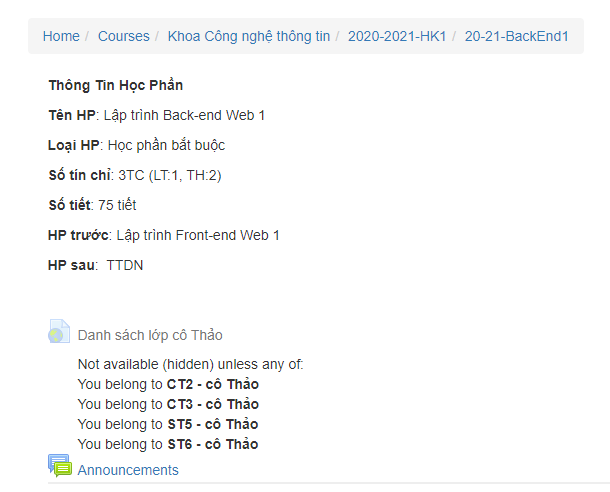 Home / Courses / Khoa Công nghệ thông tin / 2020-2021-HK1 / 20-21-BackEnd1
Thông Tin Học Phần
Tên HP: Lập trình Back-end Web 1
Loại HP: Học phần bắt buộc
Số tín chỉ: 3TC (LT:1, TH:2)
Số tiết: 75 tiết
HP trước: Lập trình Front-end Web 1
HP sau: TTDN
Danh sách lớp cô Thảo
Not available (hidden) unless any of:
You belong to CT2 - cô Thảo
You belong to CT3 - cô Thảo
You belong to ST5 - cô Thảo
You belong to ST6 - cô Thảo
Announcements